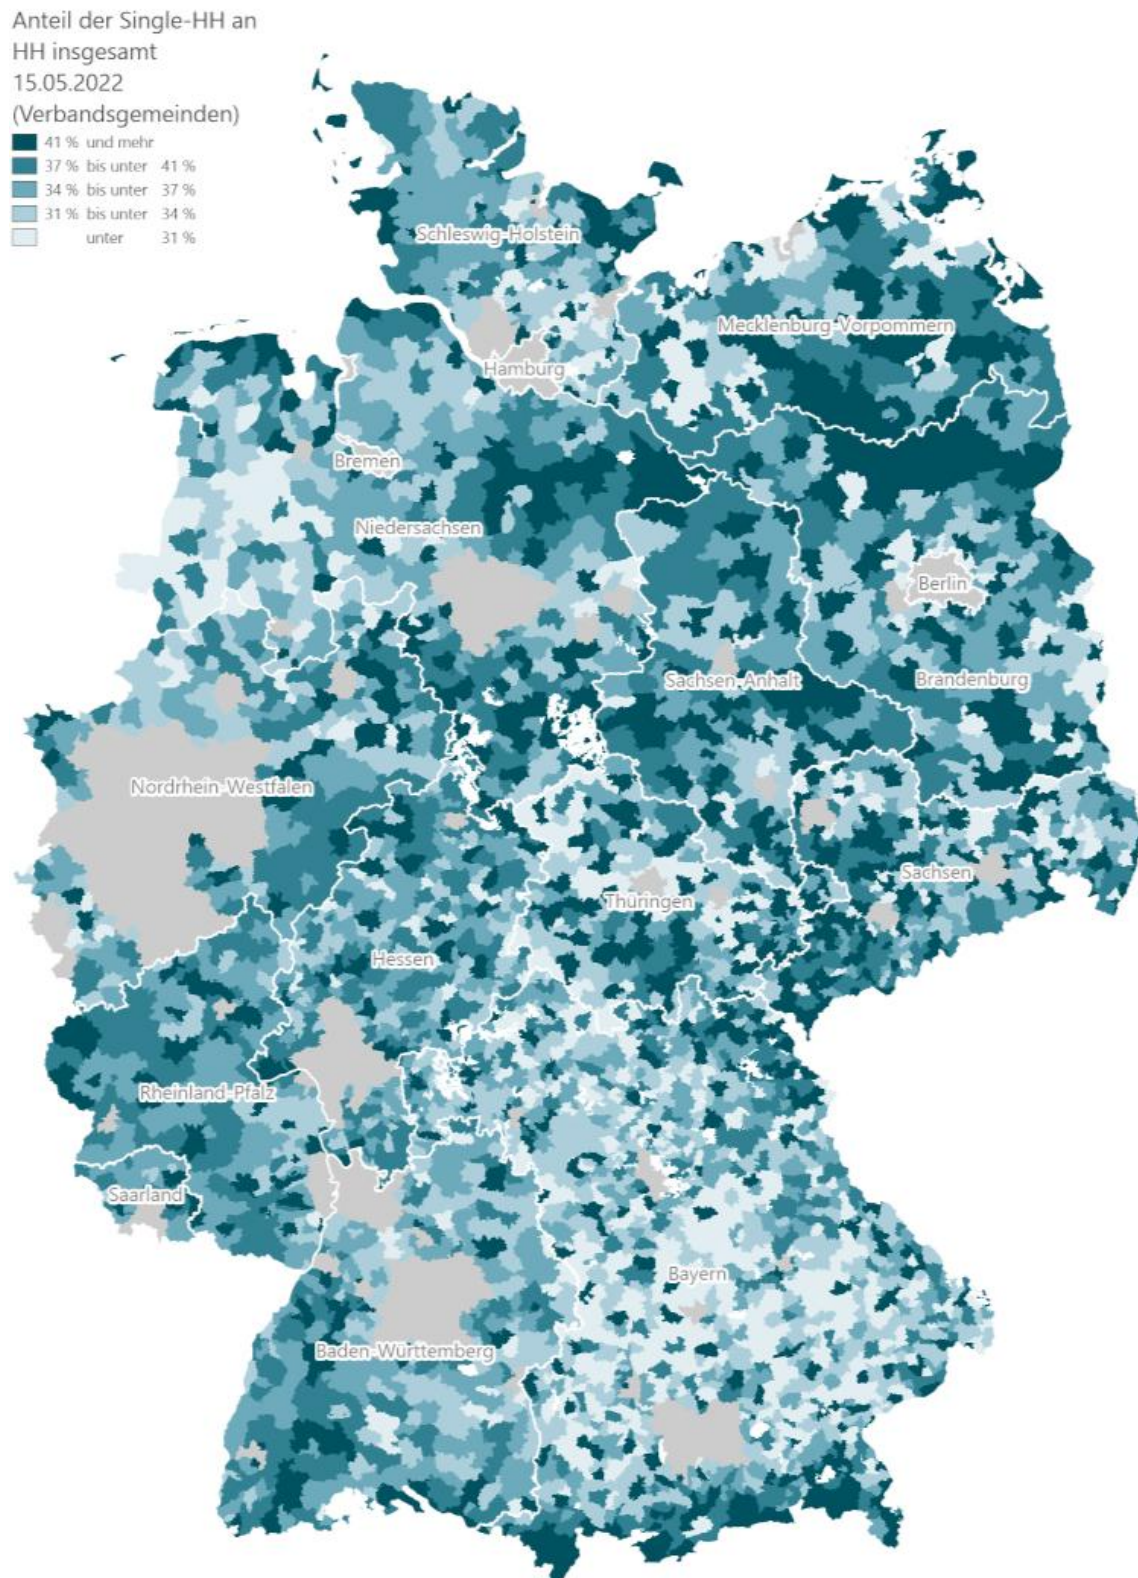 Anteil der Single-HH an
HH insgesamt
15.05.2022
(Verbandsgemeinden)
41 % und mehr
37 % bis unter 41 %
34 % bis unter 37 %
31 % bis unter 34 %
unter 31 %
Schleswig-Holstein
Mecklenburg-Vorpommern
Hamburg
Bremen
Niedersachsen
Berlin
Sachsen-Anhalt
Brandenburg
Nordrhein-Westfalen
Sachsen
Thüringen
Hessen
Rheinland-Pfalz
Saarland
Bayern
Baden-Württemberg